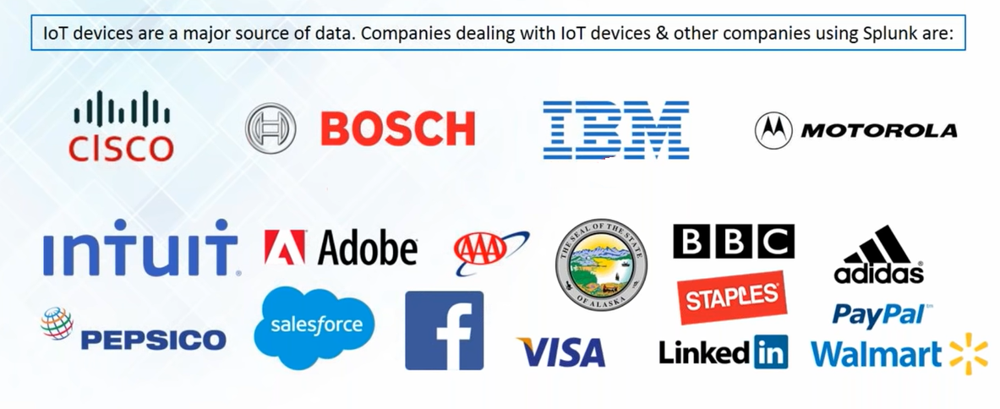 IoT devices are a major source of data. Companies dealing with IoT devices & other companies using Splunk are:
CISCO
BOSCH
IBM
MOTOROLA
intuit®
Adobe®
AAA
THE SEAL OF THE STATE
OF ALASKA
BBC
adidas®
STAPLES®
PEPSICO
salesforce
f
VISA
Linked in
PayPal™
Walmart